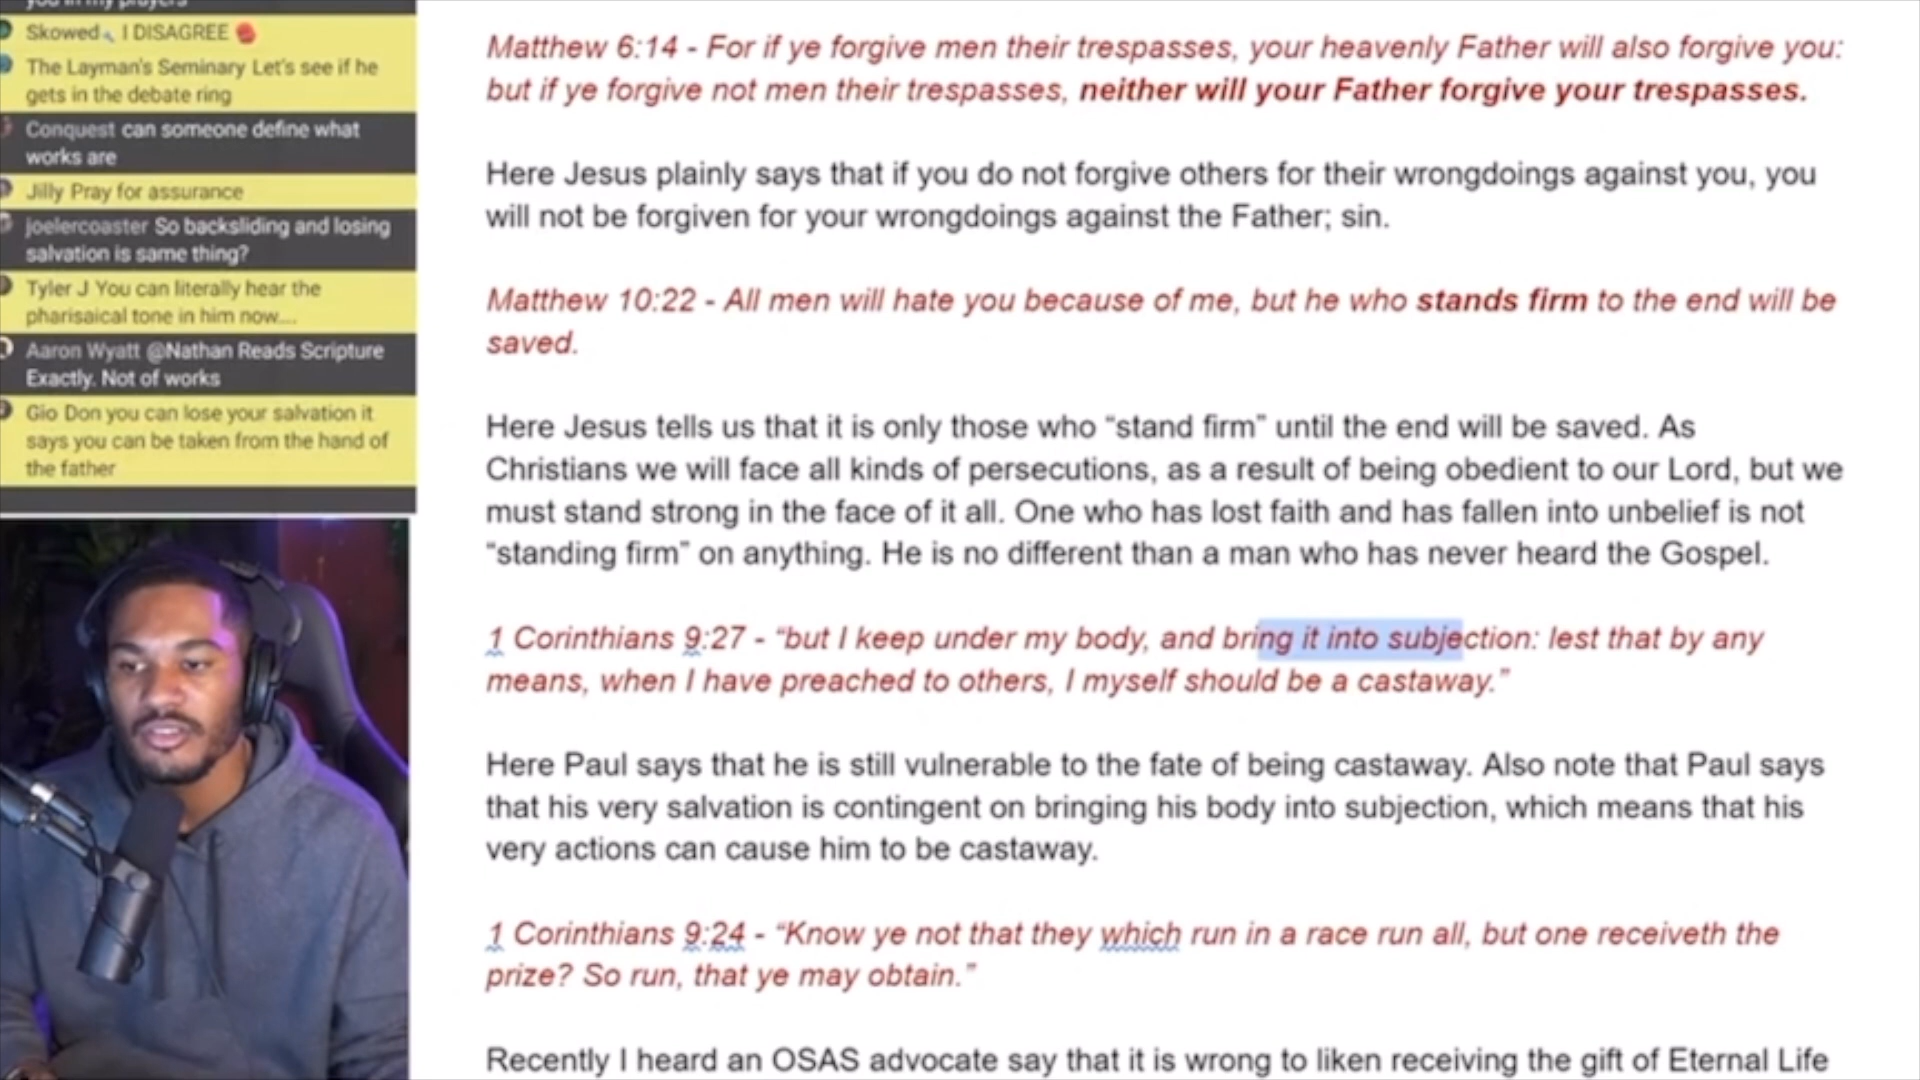 you in my prayers
Skowed I DISAGREE
The Layman's Seminary Let's see if he
gets in the debate ring
Conquest can someone define what
works are
Jilly Pray for assurance
joelercoaster So backsliding and losing
salvation is same thing?
Tyler J You can literally hear the
pharisaical tone in him now....
Aaron Wyatt @Nathan Reads Scripture
Exactly. Not of works
Gio Don you can lose your salvation it
says you can be taken from the hand of
the father
Matthew 6:14 - For if ye forgive men their trespasses, your heavenly Father will also forgive you:
but if ye forgive not men their trespasses, neither will your Father forgive your trespasses.
Here Jesus plainly says that if you do not forgive others for their wrongdoings against you, you
will not be forgiven for your wrongdoings against the Father; sin.
Matthew 10:22 - All men will hate you because of me, but he who stands firm to the end will be
saved.
Here Jesus tells us that it is only those who “stand firm” until the end will be saved. As
Christians we will face all kinds of persecutions, as a result of being obedient to our Lord, but we
must stand strong in the face of it all. One who has lost faith and has fallen into unbelief is not
“standing firm” on anything. He is no different than a man who has never heard the Gospel.
1 Corinthians 9:27 - “but I keep under my body, and bring it into subjection: lest that by any
means, when I have preached to others, I myself should be a castaway.”
Here Paul says that he is still vulnerable to the fate of being castaway. Also note that Paul says
that his very salvation is contingent on bringing his body into subjection, which means that his
very actions can cause him to be castaway.
1 Corinthians 9:24 - “Know ye not that they which run in a race run all, but one receiveth the
prize? So run, that ye may obtain.”
Recently I heard an OSAS advocate say that it is wrong to liken receiving the gift of Eternal Life